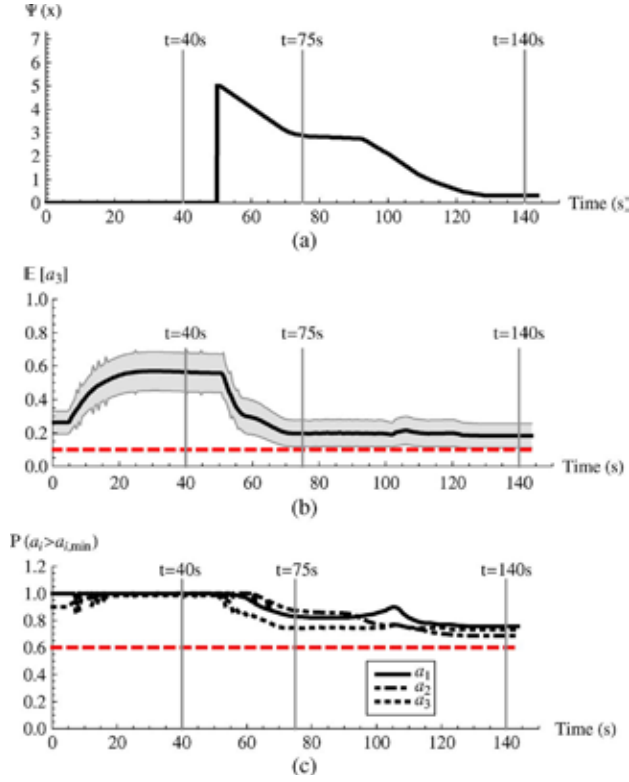 Ψ(x)
t=40s t=75s t=140s
7
6
5
4
3
2
1
0
0 20 40 60 80 100 120 140 Time (s)
(a)
𝔼 [a₃]
1.0
t=40s t=75s t=140s
0.8
0.6
0.4
0.2
0.0
0 20 40 60 80 100 120 140 Time (s)
(b)
P(aᵢ>aᵢ,min)
1.2
t=40s t=75s t=140s
1.0
0.8
0.6
0.4
a₁
a₂
a₃
0.2
0.0
0 20 40 60 80 100 120 140 Time (s)
(c)